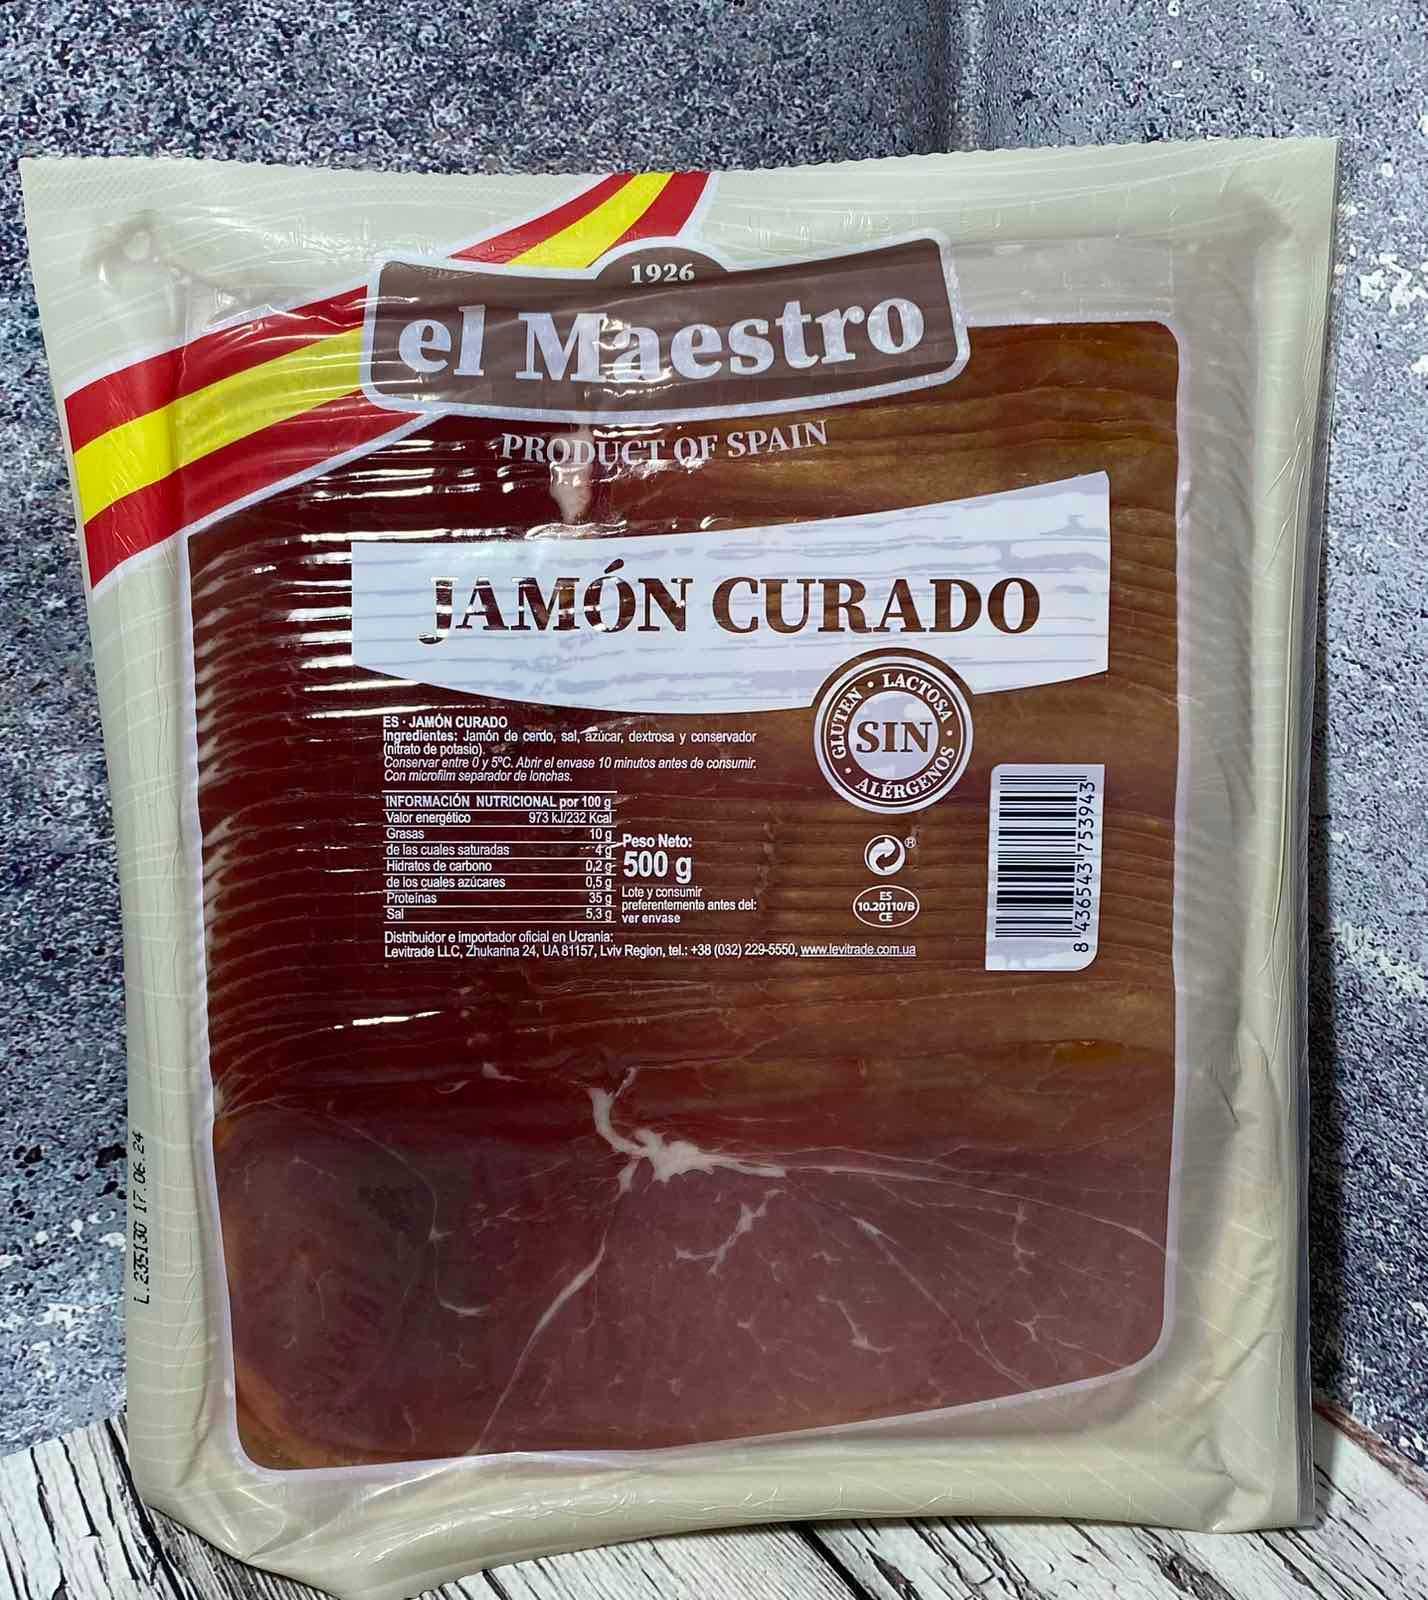 1926
el Maestro
PRODUCT OF SPAIN
JAMÓN CURADO
GLUTEN • LACTOSA • ALÉRGENOS •
SIN
ES · JAMÓN CURADO
Ingredientes: Jamón de cerdo, sal, azúcar, dextrosa y conservador
(nitrato de potasio).
Conservar entre 0 y 5ºC. Abrir el envase 10 minutos antes de consumir.
Con microfilm separador de lonchas.
INFORMACIÓN NUTRICIONAL por 100 g
Valor energético 973 kJ/232 Kcal
Grasas 10 g
de las cuales saturadas 4 g
Hidratos de carbono 0,2 g
de los cuales azúcares 0,5 g
Proteínas 35 g
Sal 5,3 g
Peso Neto:
500 g
Lote y consumir
preferentemente antes del:
ver envase
®
ES
10.20110/B
CE
8 436543 753943
Distribuidor e importador oficial en Ucrania:
Levitrade LLC, Zhukarina 24, UA 81157, Lviv Region, tel.: +38 (032) 229-5550, www.levitrade.com.ua
L.235130 17.06.24